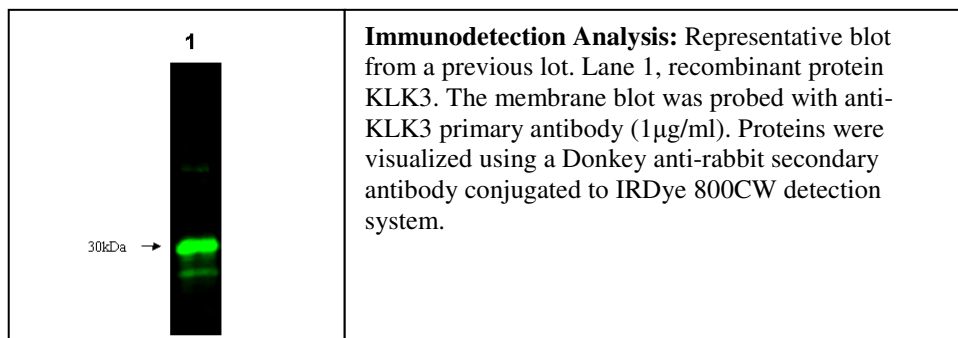 1
30kDa
Immunodetection Analysis: Representative blot
from a previous lot. Lane 1, recombinant protein
KLK3. The membrane blot was probed with anti-
KLK3 primary antibody (1μg/ml). Proteins were
visualized using a Donkey anti-rabbit secondary
antibody conjugated to IRDye 800CW detection
system.